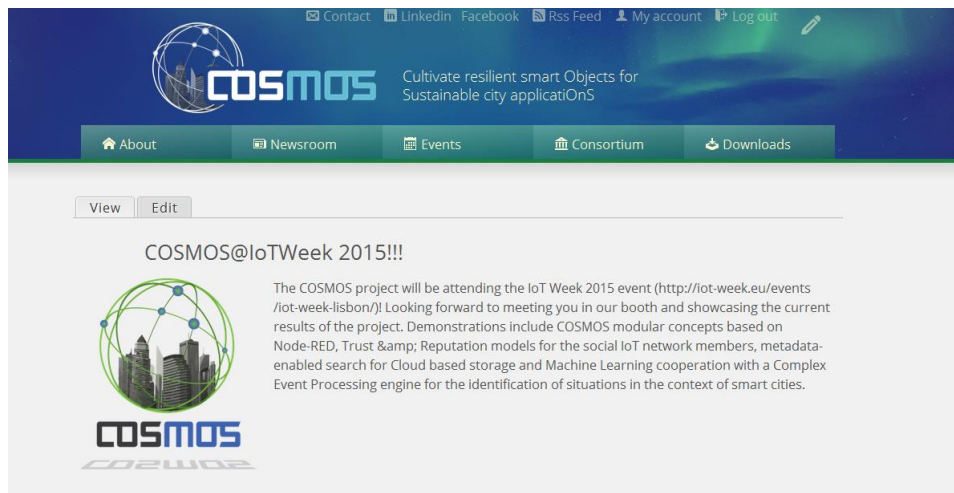 Contact Linkedin Facebook Rss Feed My account Log out
COSMOS
Cultivate resilient smart Objects for
Sustainable city applicatiOnS
About Newsroom Events Consortium Downloads
View Edit
COSMOS@IoTWeek 2015!!!
The COSMOS project will be attending the IoT Week 2015 event (http://iot-week.eu/events
/iot-week-lisbon/)! Looking forward to meeting you in our booth and showcasing the current
results of the project. Demonstrations include COSMOS modular concepts based on
Node-RED, Trust &amp; Reputation models for the social IoT network members, metadata-
enabled search for Cloud based storage and Machine Learning cooperation with a Complex
Event Processing engine for the identification of situations in the context of smart cities.
COSMOS